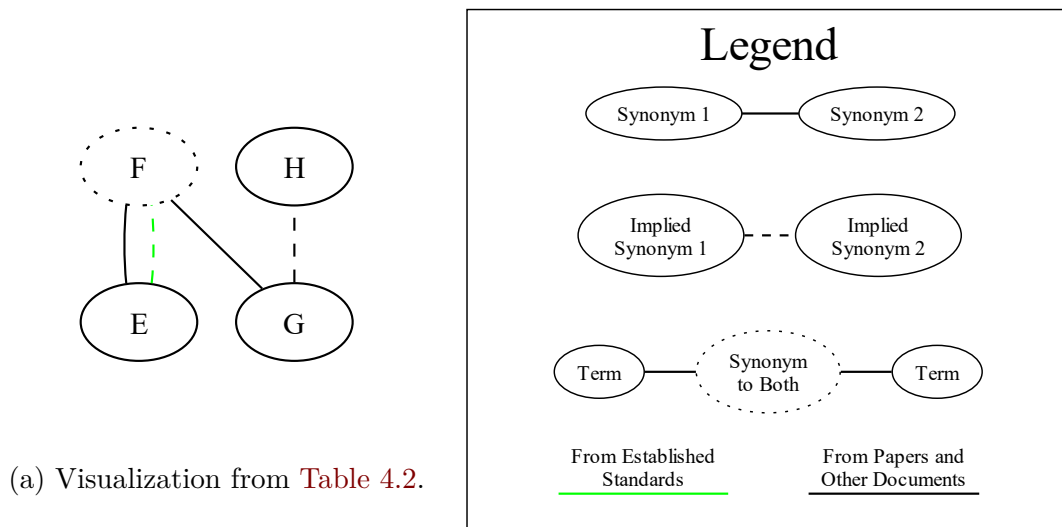 F
H
E
G
(a) Visualization from Table 4.2.
Legend
Synonym 1
Synonym 2
Implied
Synonym 1
Implied
Synonym 2
Term
Synonym
to Both
Term
From Established
Standards
From Papers and
Other Documents